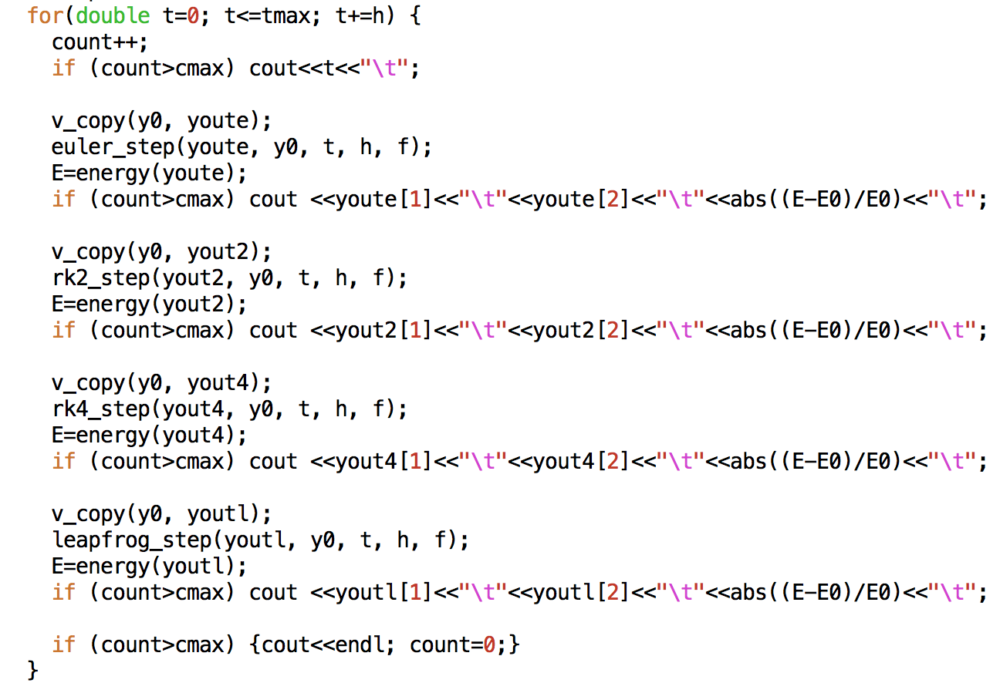 for(double t=0; t<=tmax; t+=h) {
count++;
if (count>cmax) cout<<t<<"\t";
v_copy(y0, youte);
euler_step(youte, y0, t, h, f);
E=energy(youte);
if (count>cmax) cout <<youte[1]<<"\t"<<youte[2]<<"\t"<<abs((E-E0)/E0)<<"\t";
v_copy(y0, yout2);
rk2_step(yout2, y0, t, h, f);
E=energy(yout2);
if (count>cmax) cout <<yout2[1]<<"\t"<<yout2[2]<<"\t"<<abs((E-E0)/E0)<<"\t";
v_copy(y0, yout4);
rk4_step(yout4, y0, t, h, f);
E=energy(yout4);
if (count>cmax) cout <<yout4[1]<<"\t"<<yout4[2]<<"\t"<<abs((E-E0)/E0)<<"\t";
v_copy(y0, youtl);
leapfrog_step(youtl, y0, t, h, f);
E=energy(youtl);
if (count>cmax) cout <<youtl[1]<<"\t"<<youtl[2]<<"\t"<<abs((E-E0)/E0)<<"\t";
if (count>cmax) {cout<<endl; count=0;}
}